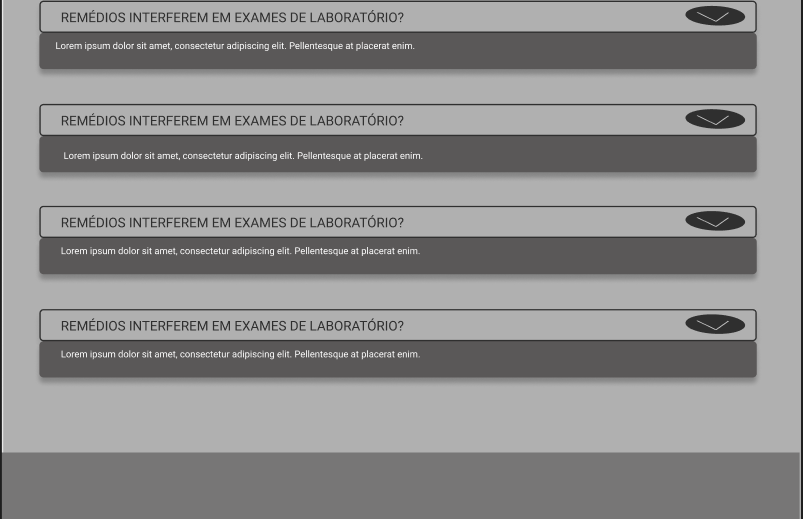 REMÉDIOS INTERFEREM EM EXAMES DE LABORATÓRIO?
Lorem ipsum dolor sit amet, consectetur adipiscing elit. Pellentesque at placerat enim.
REMÉDIOS INTERFEREM EM EXAMES DE LABORATÓRIO?
Lorem ipsum dolor sit amet, consectetur adipiscing elit. Pellentesque at placerat enim.
REMÉDIOS INTERFEREM EM EXAMES DE LABORATÓRIO?
Lorem ipsum dolor sit amet, consectetur adipiscing elit. Pellentesque at placerat enim.
REMÉDIOS INTERFEREM EM EXAMES DE LABORATÓRIO?
Lorem ipsum dolor sit amet, consectetur adipiscing elit. Pellentesque at placerat enim.